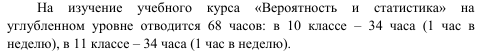 На изучение учебного курса «Вероятность и статистика» на
углубленном уровне отводится 68 часов: в 10 классе – 34 часа (1 час в
неделю), в 11 классе – 34 часа (1 час в неделю).